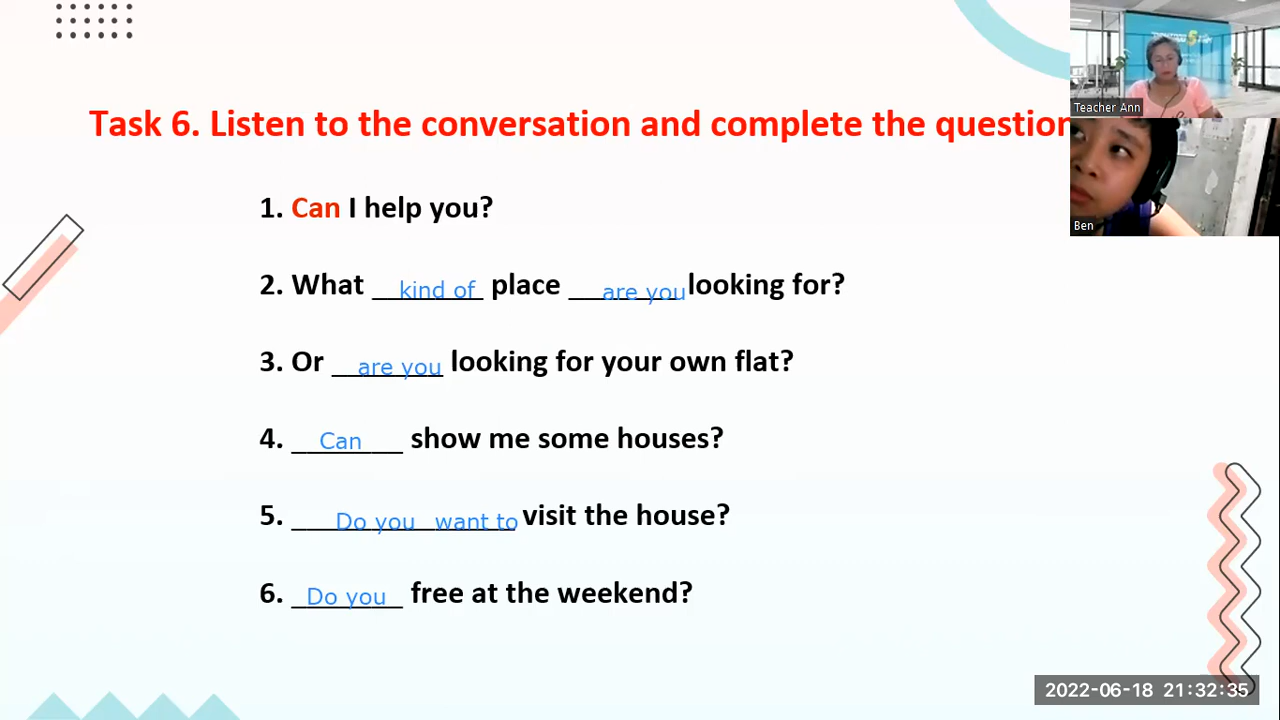 Task 6. Listen to the conversation and complete the question
1. Can I help you?
2. What kind of place are you looking for?
3. Or are you looking for your own flat?
4. Can show me some houses?
5. Do you want to visit the house?
6. Do you free at the weekend?
Teacher Ann
Ben
2022-06-18 21:32:35